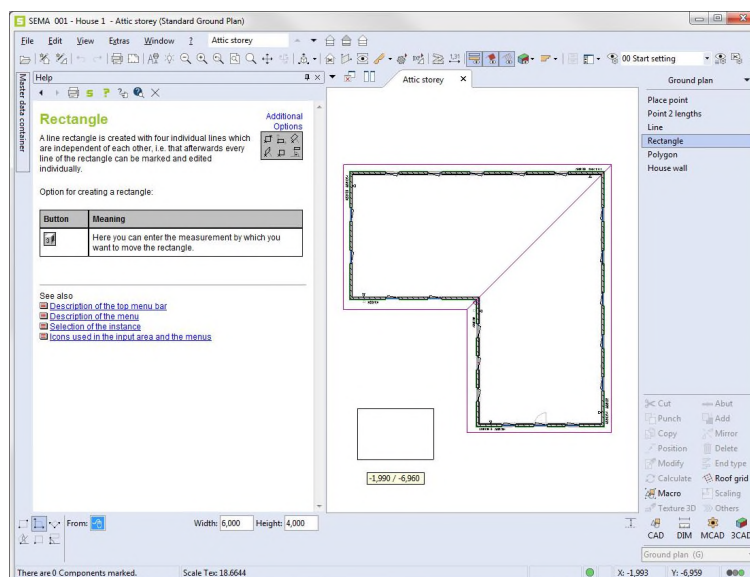 SEMA 001 - House 1 - Attic storey (Standard Ground Plan)
File Edit View Extras Window ? Attic storey
00 Start setting
Master data container
Help
Attic storey
Ground plan
Rectangle
Additional Options
A line rectangle is created with four individual lines which
are independent of each other, i.e. that afterwards every
line of the rectangle can be marked and edited
individually.
Option for creating a rectangle:
Button Meaning
Here you can enter the measurement by which you
want to move the rectangle.
See also
Description of the top menu bar
Description of the menu
Selection of the instance
Icons used in the input area and the menus
-1,990 / -6,960
Place point
Point 2 lengths
Line
Rectangle
Polygon
House wall
Cut Abut
Punch Add
Copy Mirror
Position Delete
Modify End type
Calculate Roof grid
Macro Scaling
Texture 3D Others
CAD DIM MCAD 3CAD
Ground plan (G)
From: Width: 6,000 Height: 4,000
There are 0 Components marked. Scale Tex: 18.6644 X: -1,993 Y: -6,959